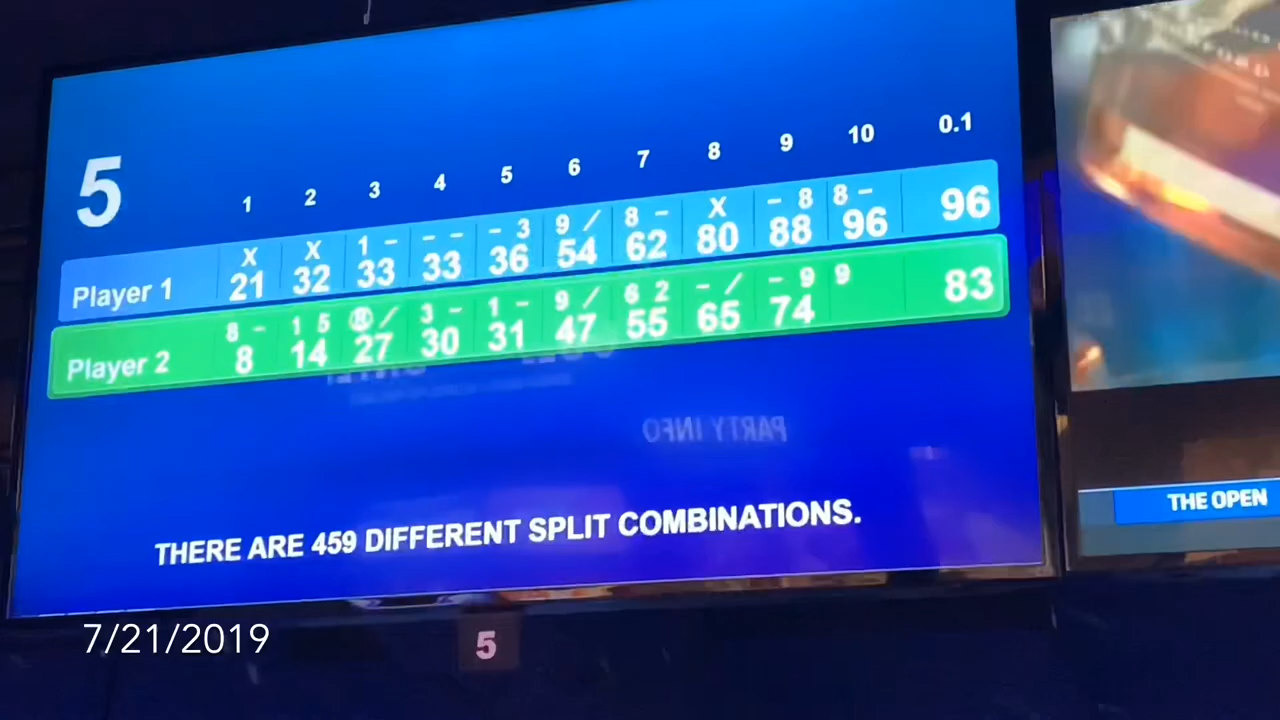 5 1 2 3 4 5 6 7 8 9 10 0.1
X X 1 - - - - 3 9 / 8 - X - 8 8 -
Player 1 21 32 33 33 36 54 62 80 88 96 96
8 - 1 5 8 / 3 - 1 - 9 / 6 2 - / - 9 9
Player 2 8 14 27 30 31 47 55 65 74 83
PARTY INFO
THERE ARE 459 DIFFERENT SPLIT COMBINATIONS.
THE OPEN
7/21/2019
5